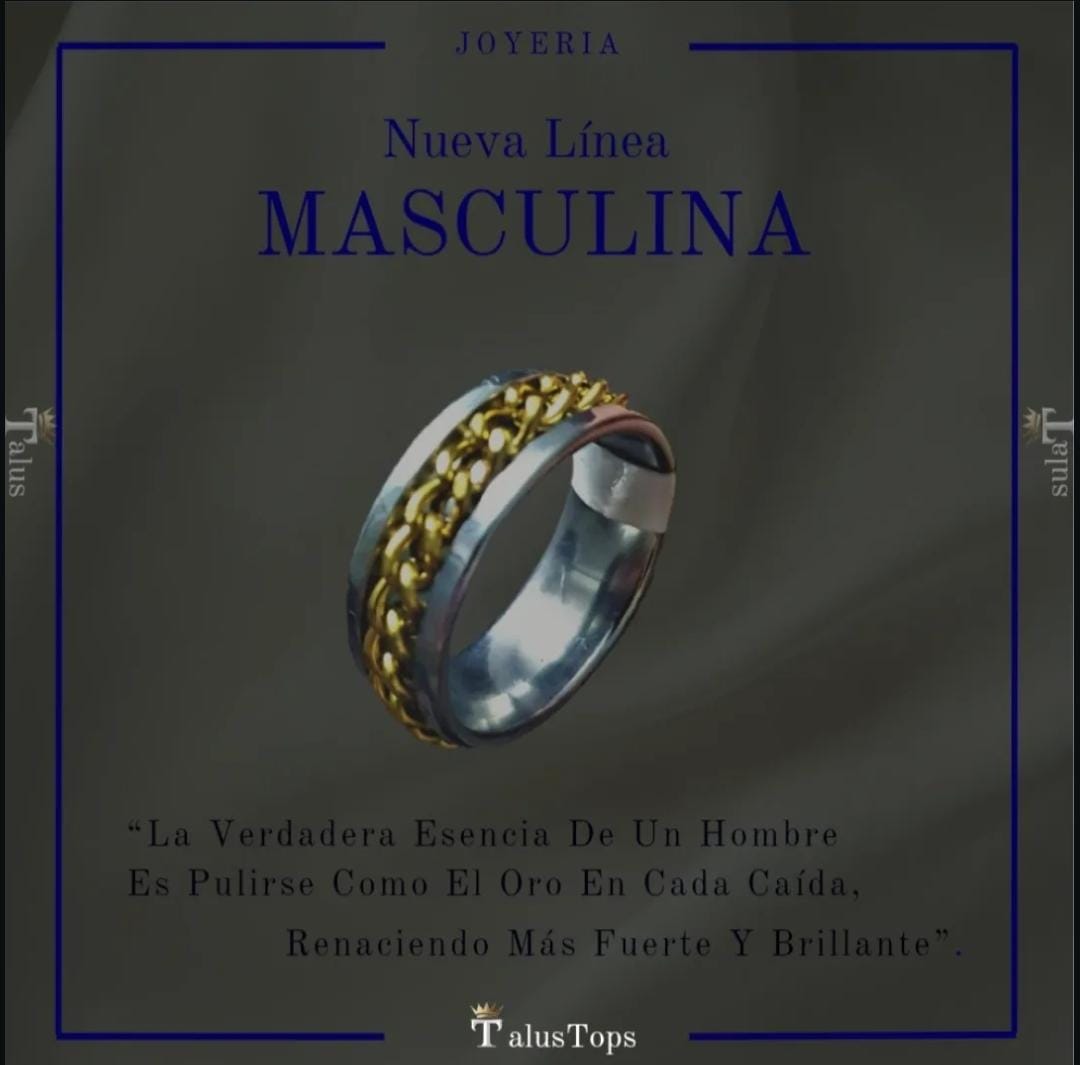 JOYERIA
Nueva Línea
MASCULINA
Talus
Talus
“La Verdadera Esencia De Un Hombre
Es Pulirse Como El Oro En Cada Caída,
Renaciendo Más Fuerte Y Brillante”.
TalusTops